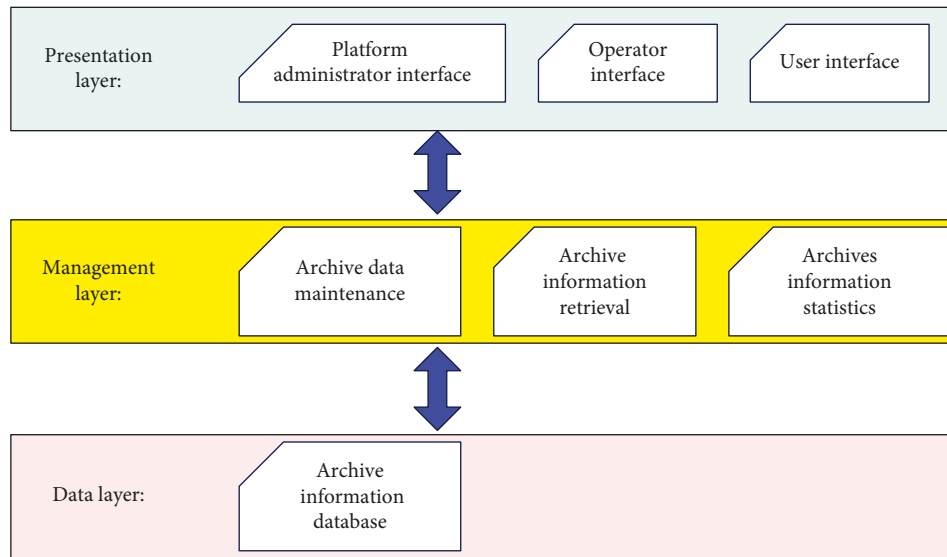 Presentation
layer:
Platform
administrator interface
Operator
interface
User interface
Management
layer:
Archive data
maintenance
Archive
information
retrieval
Archives
information
statistics
Data layer:
Archive
information
database